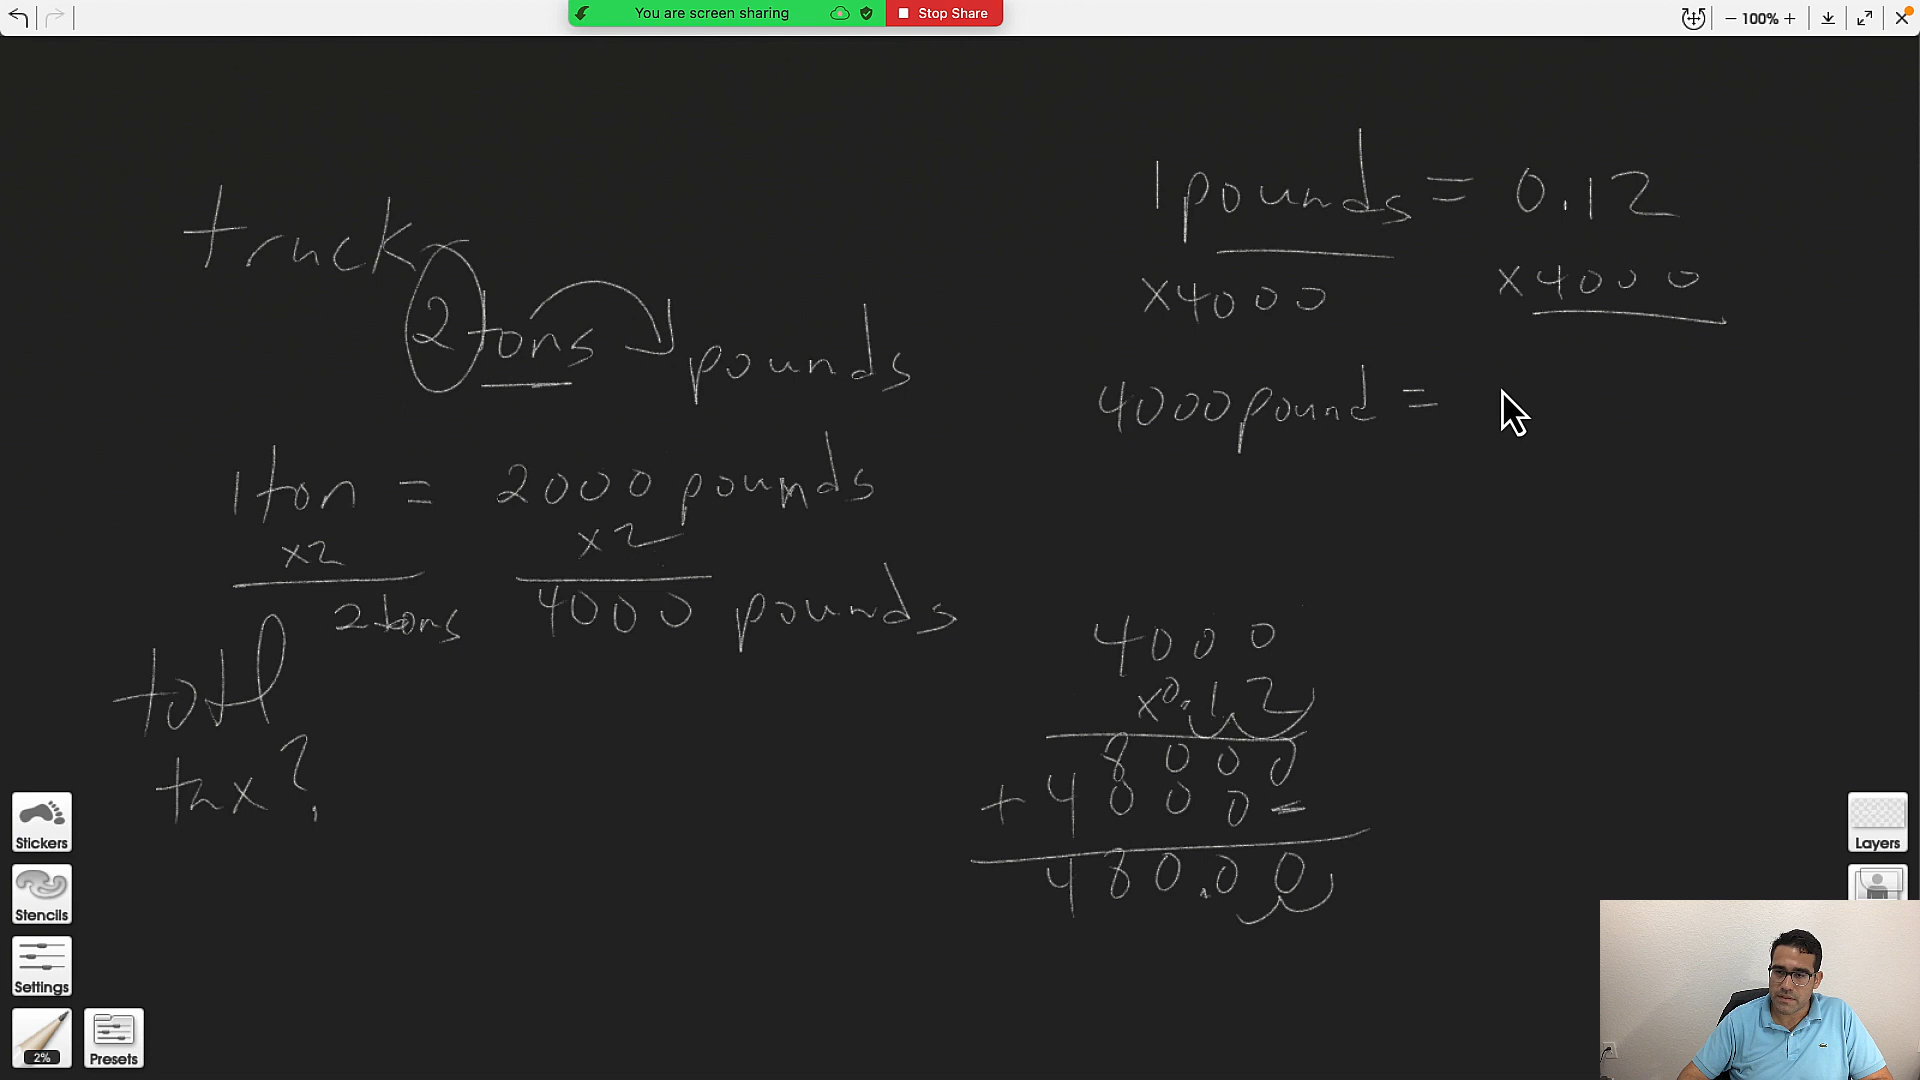 You are screen sharing
Stop Share
100%
truck
2 tons
pounds
1 ton = 2000 pounds
x2 x2
2 tons 4000 pounds
totl
tax?
1 pounds = 0.12
x4000 x4000
4000 pound =
4000
x0.12
8000
+ 4000
480.00
Stickers
Stencils
Settings
2%
Presets
Layers